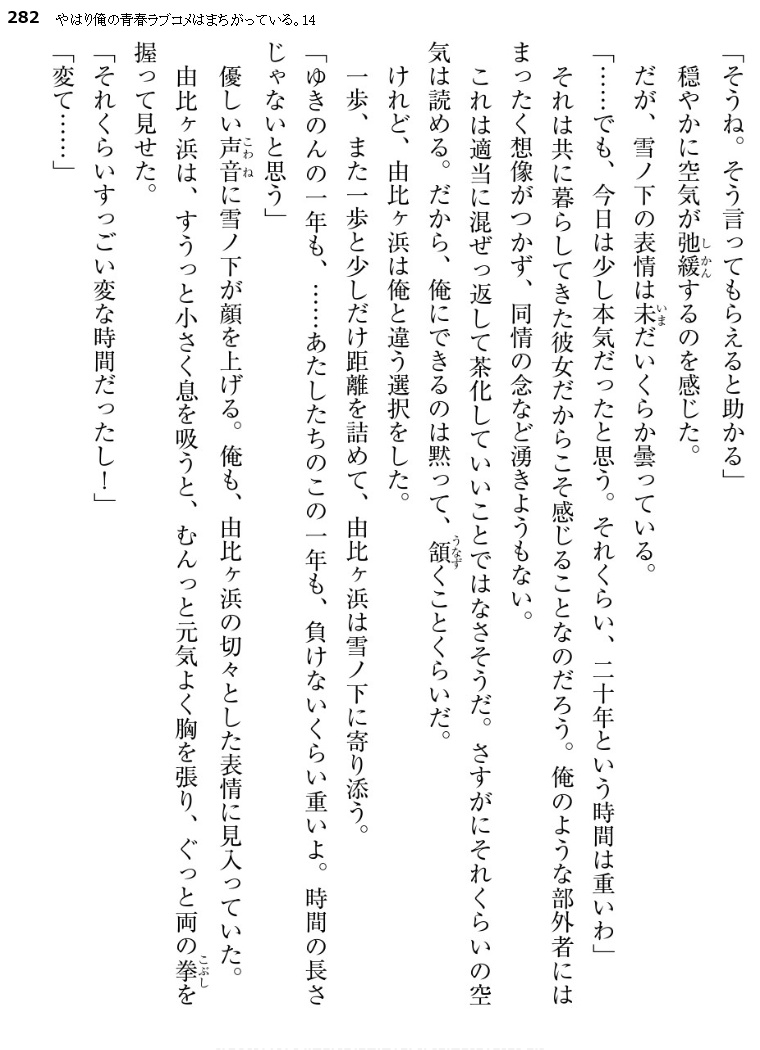 282 やはり俺の青春ラブコメはまちがっている。14
「そうね。そう言ってもらえると助かる」
穏やかに空気が弛緩するのを感じた。
だが、雪ノ下の表情は未だいくらか曇っている。
「……でも、今日は少し本気だったと思う。それくらい、二十年という時間は重いわ」
それは共に暮らしてきた彼女だからこそ感じることなのだろう。俺のような部外者には
まったく想像がつかず、同情の念など湧きようもない。
これは適当に混ぜっ返して茶化していいことではなさそうだ。さすがにそれくらいの空
気は読める。だから、俺にできるのは黙って、頷くことくらいだ。
けれど、由比ヶ浜は俺と違う選択をした。
一歩、また一歩と少しだけ距離を詰めて、由比ヶ浜は雪ノ下に寄り添う。
「ゆきのんの一年も、……あたしたちのこの一年も、負けないくらい重いよ。時間の長さ
じゃないと思う」
優しい声音に雪ノ下が顔を上げる。俺も、由比ヶ浜の切々とした表情に見入っていた。
由比ヶ浜は、すうっと小さく息を吸うと、むんっと元気よく胸を張り、ぐっと両の拳を
握って見せた。
「それくらいすっごい変な時間だったし！」
「変て……」